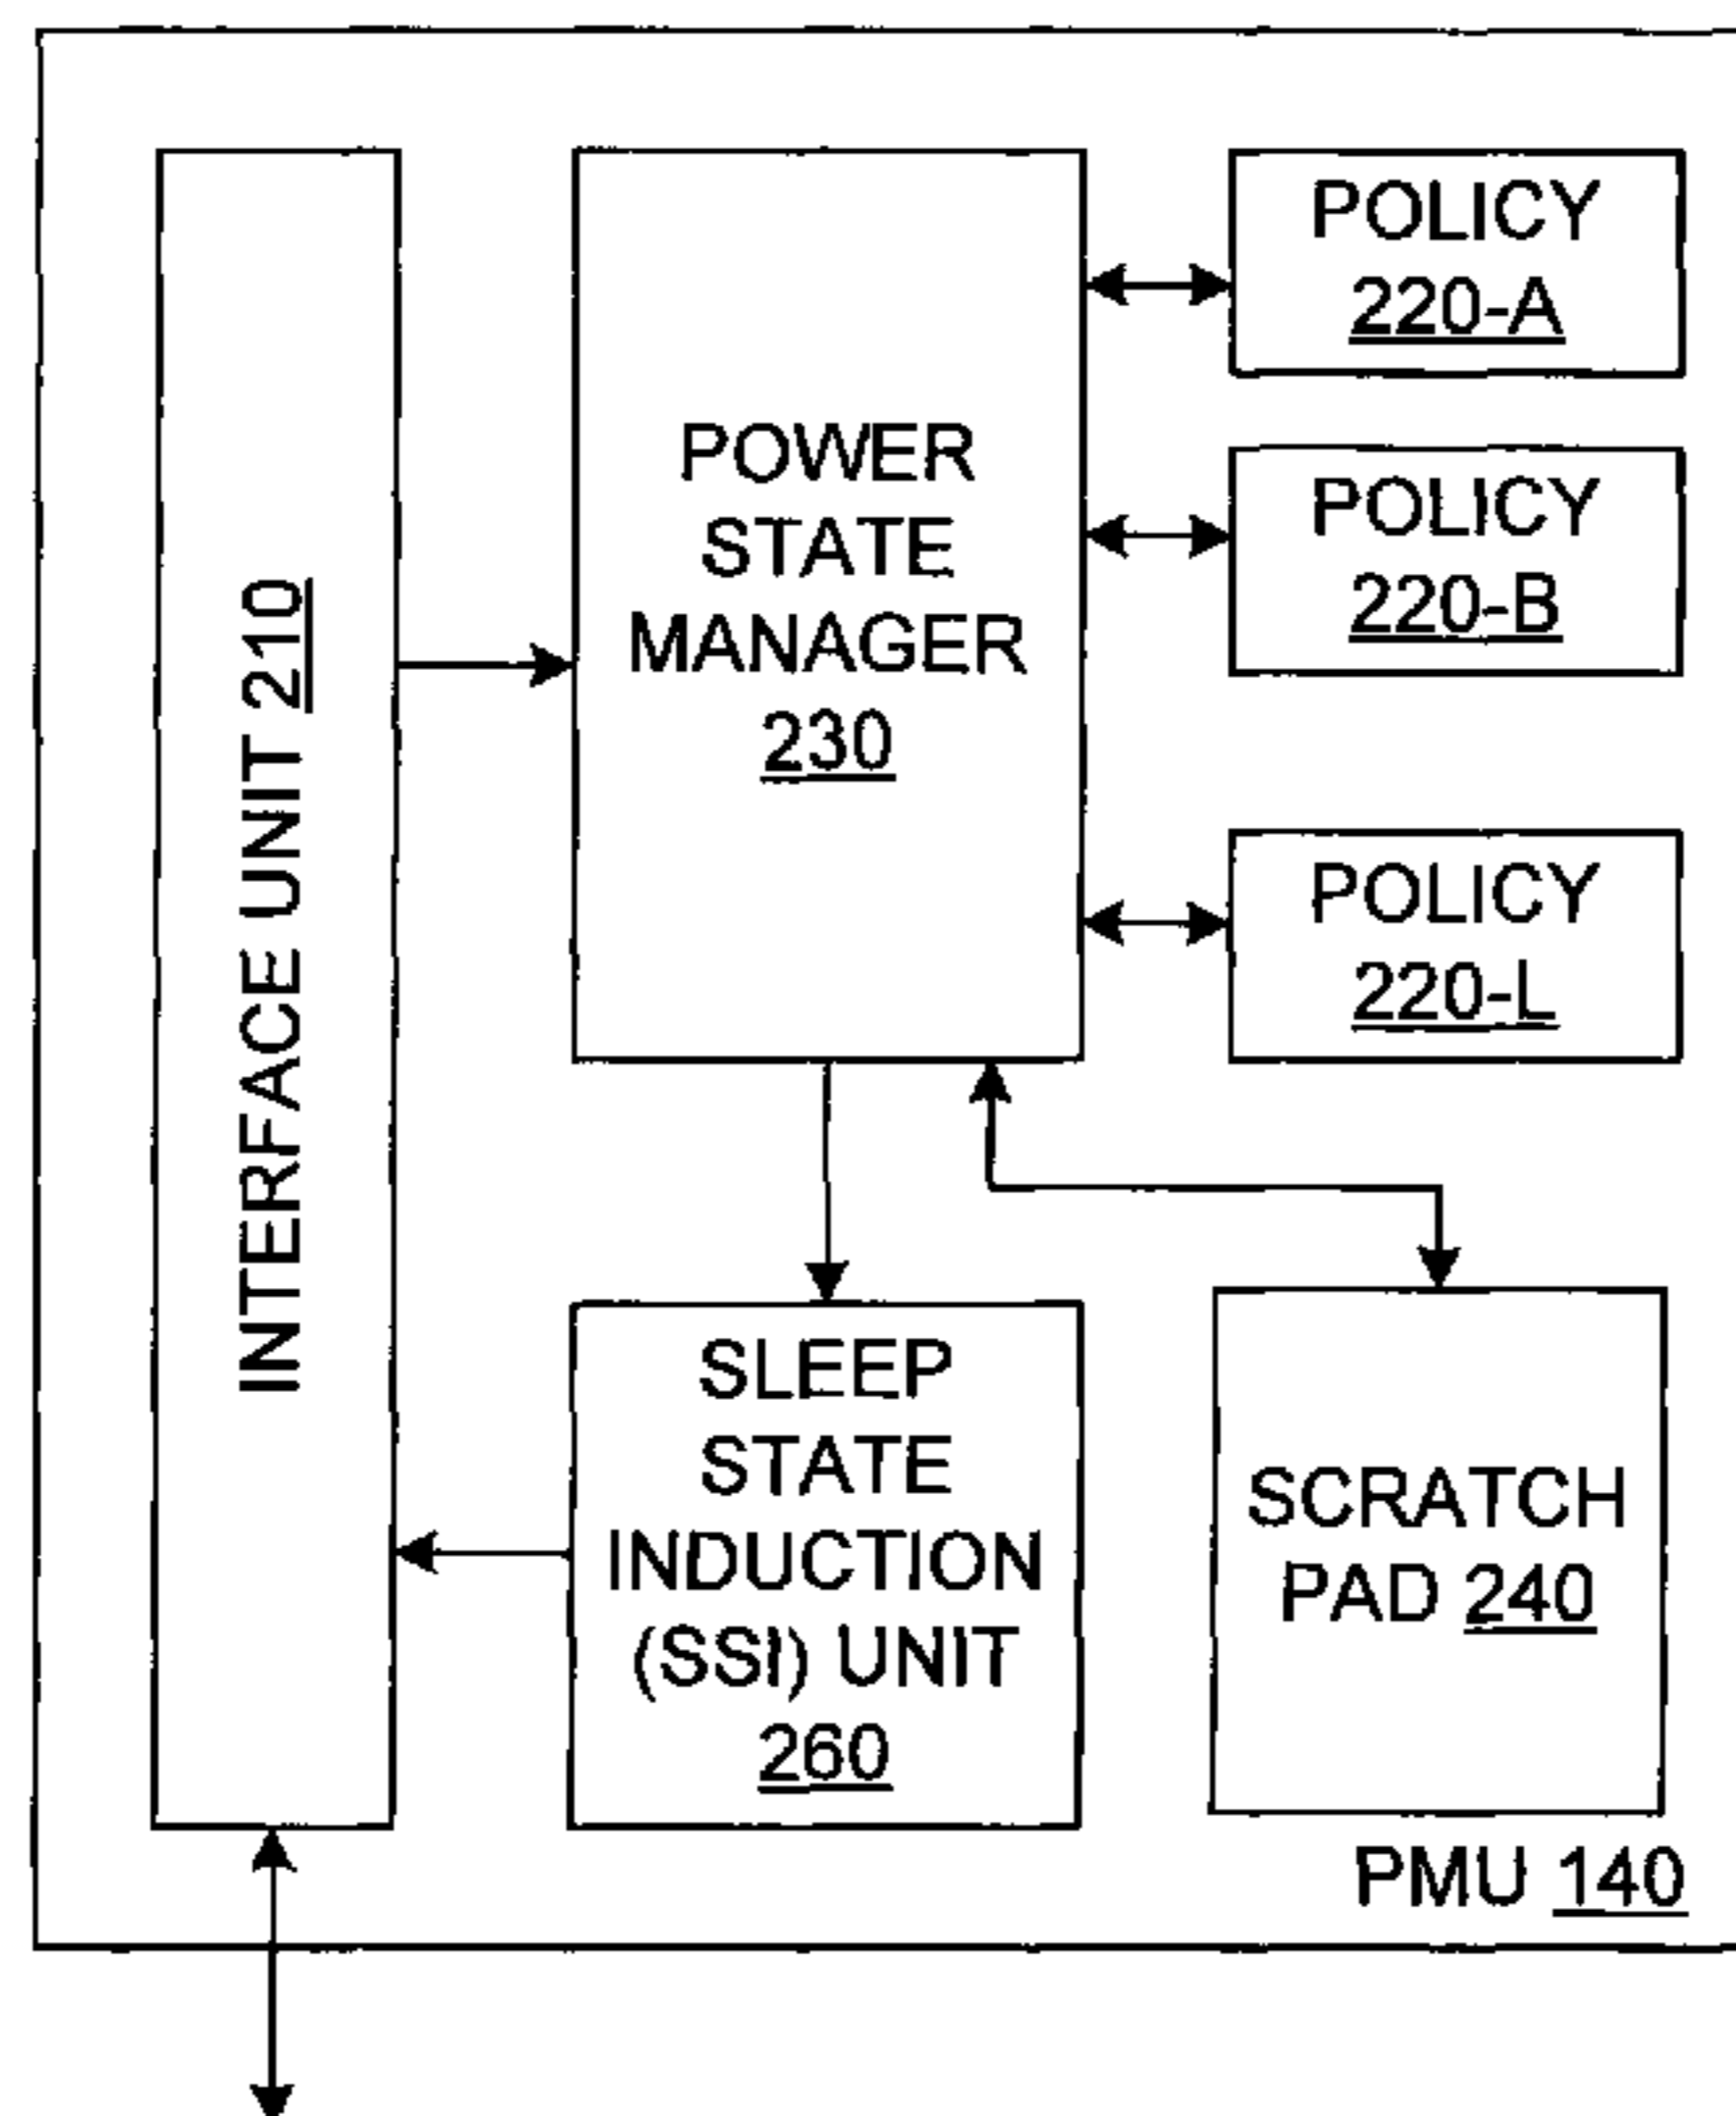 INTERFACE UNIT 210
POWER
STATE
MANAGER
230
POLICY
220-A
POLICY
220-B
POLICY
220-L
SLEEP
STATE
INDUCTION
(SSI) UNIT
260
SCRATCH
PAD 240
PMU 140